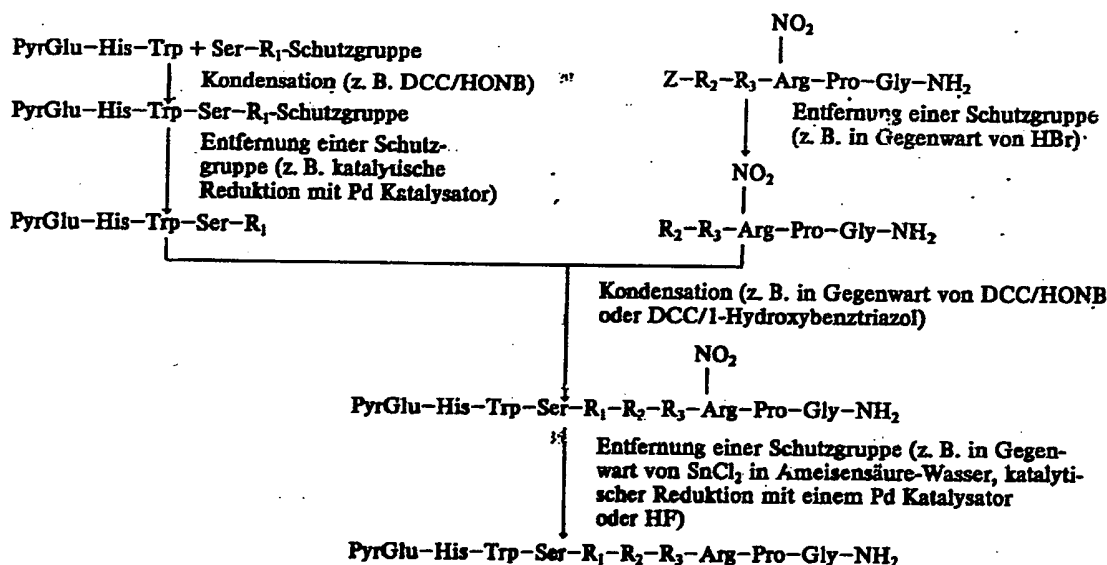 PyrGlu–His–Trp + Ser–R₁-Schutzgruppe
Kondensation (z. B. DCC/HONB)
PyrGlu–His–Trp–Ser–R₁-Schutzgruppe
Entfernung einer Schutz-
gruppe (z. B. katalytische
Reduktion mit Pd Katalysator)
PyrGlu–His–Trp–Ser–R₁
NO₂
Z–R₂–R₃–Arg–Pro–Gly–NH₂
Entfernung einer Schutzgruppe
(z. B. in Gegenwart von HBr)
NO₂
R₂–R₃–Arg–Pro–Gly–NH₂
Kondensation (z. B. in Gegenwart von DCC/HONB
oder DCC/1-Hydroxybenztriazol)
NO₂
PyrGlu–His–Trp–Ser–R₁–R₂–R₃–Arg–Pro–Gly–NH₂
Entfernung einer Schutzgruppe (z. B. in Gegen-
wart von SnCl₂ in Ameisensäure-Wasser, katalyti-
scher Reduktion mit einem Pd Katalysator
oder HF)
PyrGlu–His–Trp–Ser–R₁–R₂–R₃–Arg–Pro–Gly–NH₂